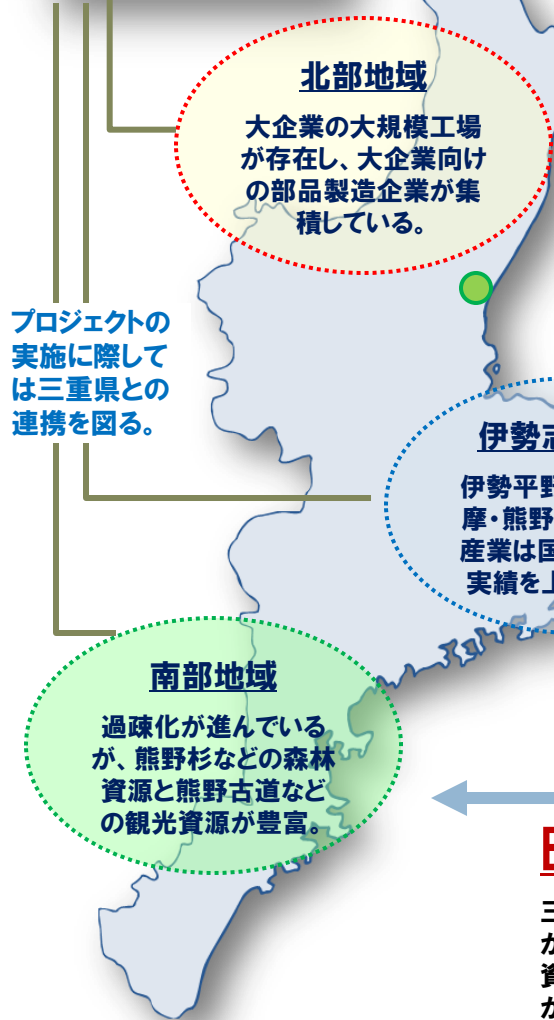 北部地域
大企業の大規模工場
が存在し、大企業向け
の部品製造企業が集
積している。
プロジェクトの
実施に際して
は三重県との
連携を図る。
伊勢志
伊勢平野
摩・熊野
産業は国
実績を上
南部地域
過疎化が進んでいる
が、熊野杉などの森林
資源と熊野古道など
の観光資源が豊富。
三
が
資
か